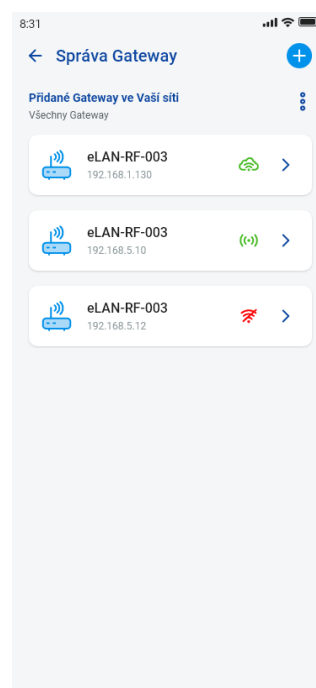 8:31
Správa Gateway
Přidané Gateway ve Vaší síti
Všechny Gateway
eLAN-RF-003
192.168.1.130
eLAN-RF-003
192.168.5.10
eLAN-RF-003
192.168.5.12